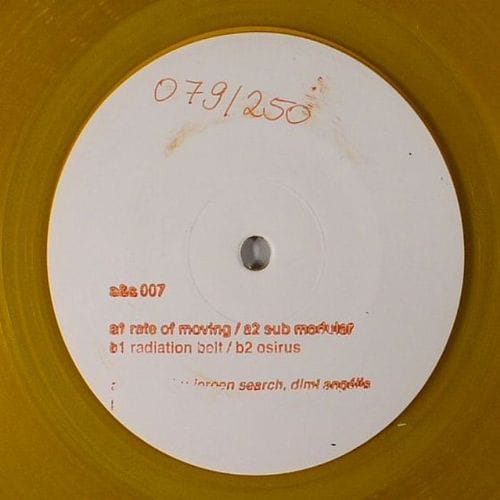 079/250
a&s 007
a1 rate of moving / a2 sub modular
b1 radiation belt / b2 osirus
jeroen search, dimi angélis